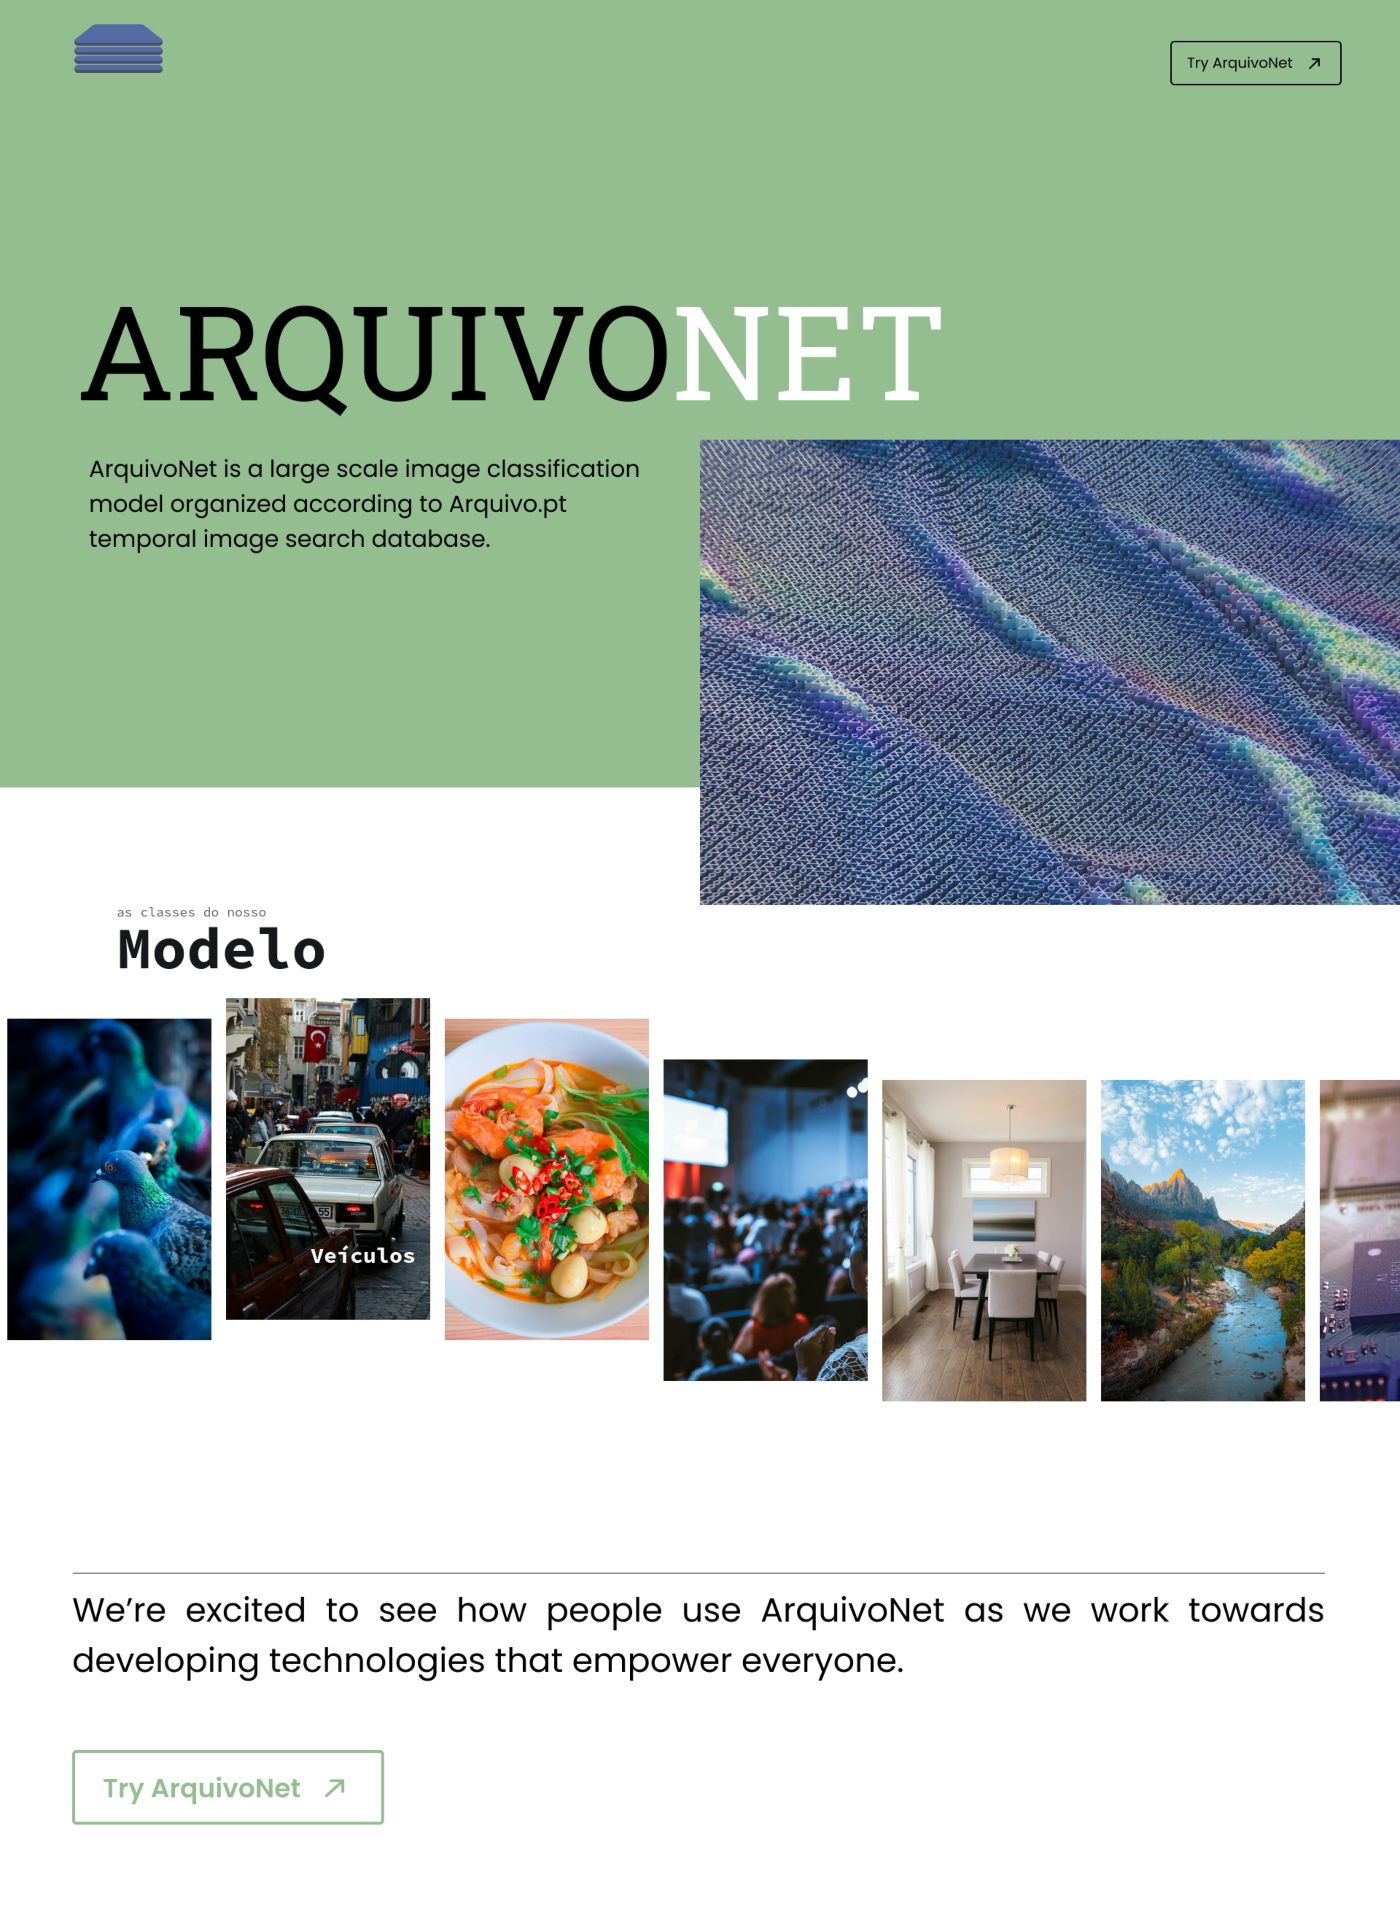 Try ArquivoNet
ARQUIVONET
ArquivoNet is a large scale image classification
model organized according to Arquivo.pt
temporal image search database.
as classes do nosso
Modelo
Veículos
We’re excited to see how people use ArquivoNet as we work towards
developing technologies that empower everyone.
Try ArquivoNet